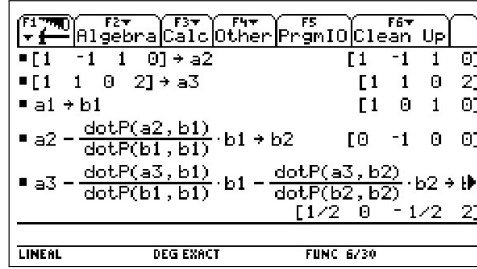 F1 F2 F3 F4 F5 F6
Algebra Calc Other PrgmIO Clean Up
▪[1 -1 1 0]→a2 [1 -1 1 0]
▪[1 1 0 2]→a3 [1 1 0 2]
▪a1→b1 [1 0 1 0]
▪a2 - dotP(a2,b1)/dotP(b1,b1)·b1→b2 [0 -1 0 0]
▪a3 - dotP(a3,b1)/dotP(b1,b1)·b1 - dotP(a3,b2)/dotP(b2,b2)·b2→
[1/2 0 -1/2 2]
LINEAL DEG EXACT FUNC 6/30